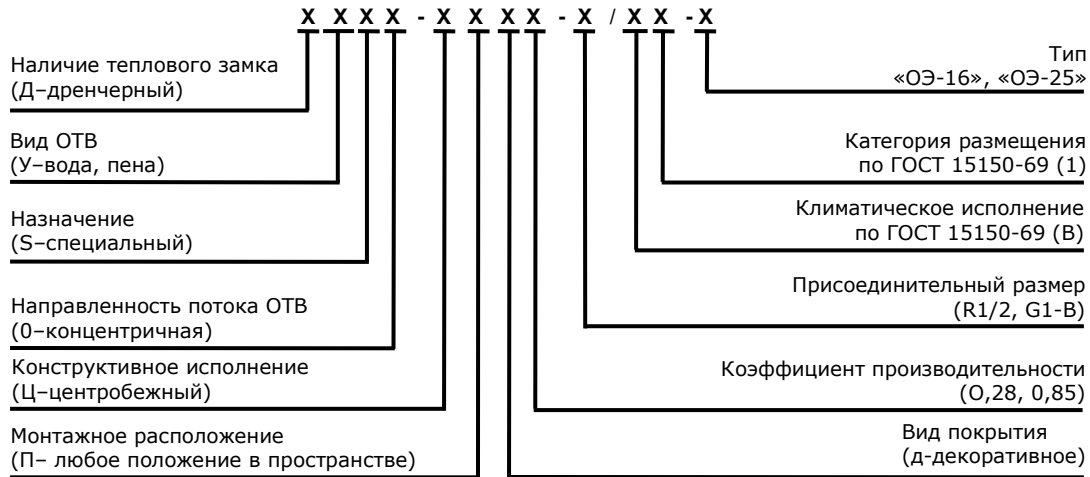 X X X X - X X X X - X / X X - X
Наличие теплового замка
(Д–дренчерный)
Вид ОТВ
(У–вода, пена)
Назначение
(S–специальный)
Направленность потока ОТВ
(0–концентричная)
Конструктивное исполнение
(Ц–центробежный)
Монтажное расположение
(П– любое положение в пространстве)
Тип
«ОЭ-16», «ОЭ-25»
Категория размещения
по ГОСТ 15150-69 (1)
Климатическое исполнение
по ГОСТ 15150-69 (В)
Присоединительный размер
(R1/2, G1-B)
Коэффициент производительности
(О,28, 0,85)
Вид покрытия
(д-декоративное)